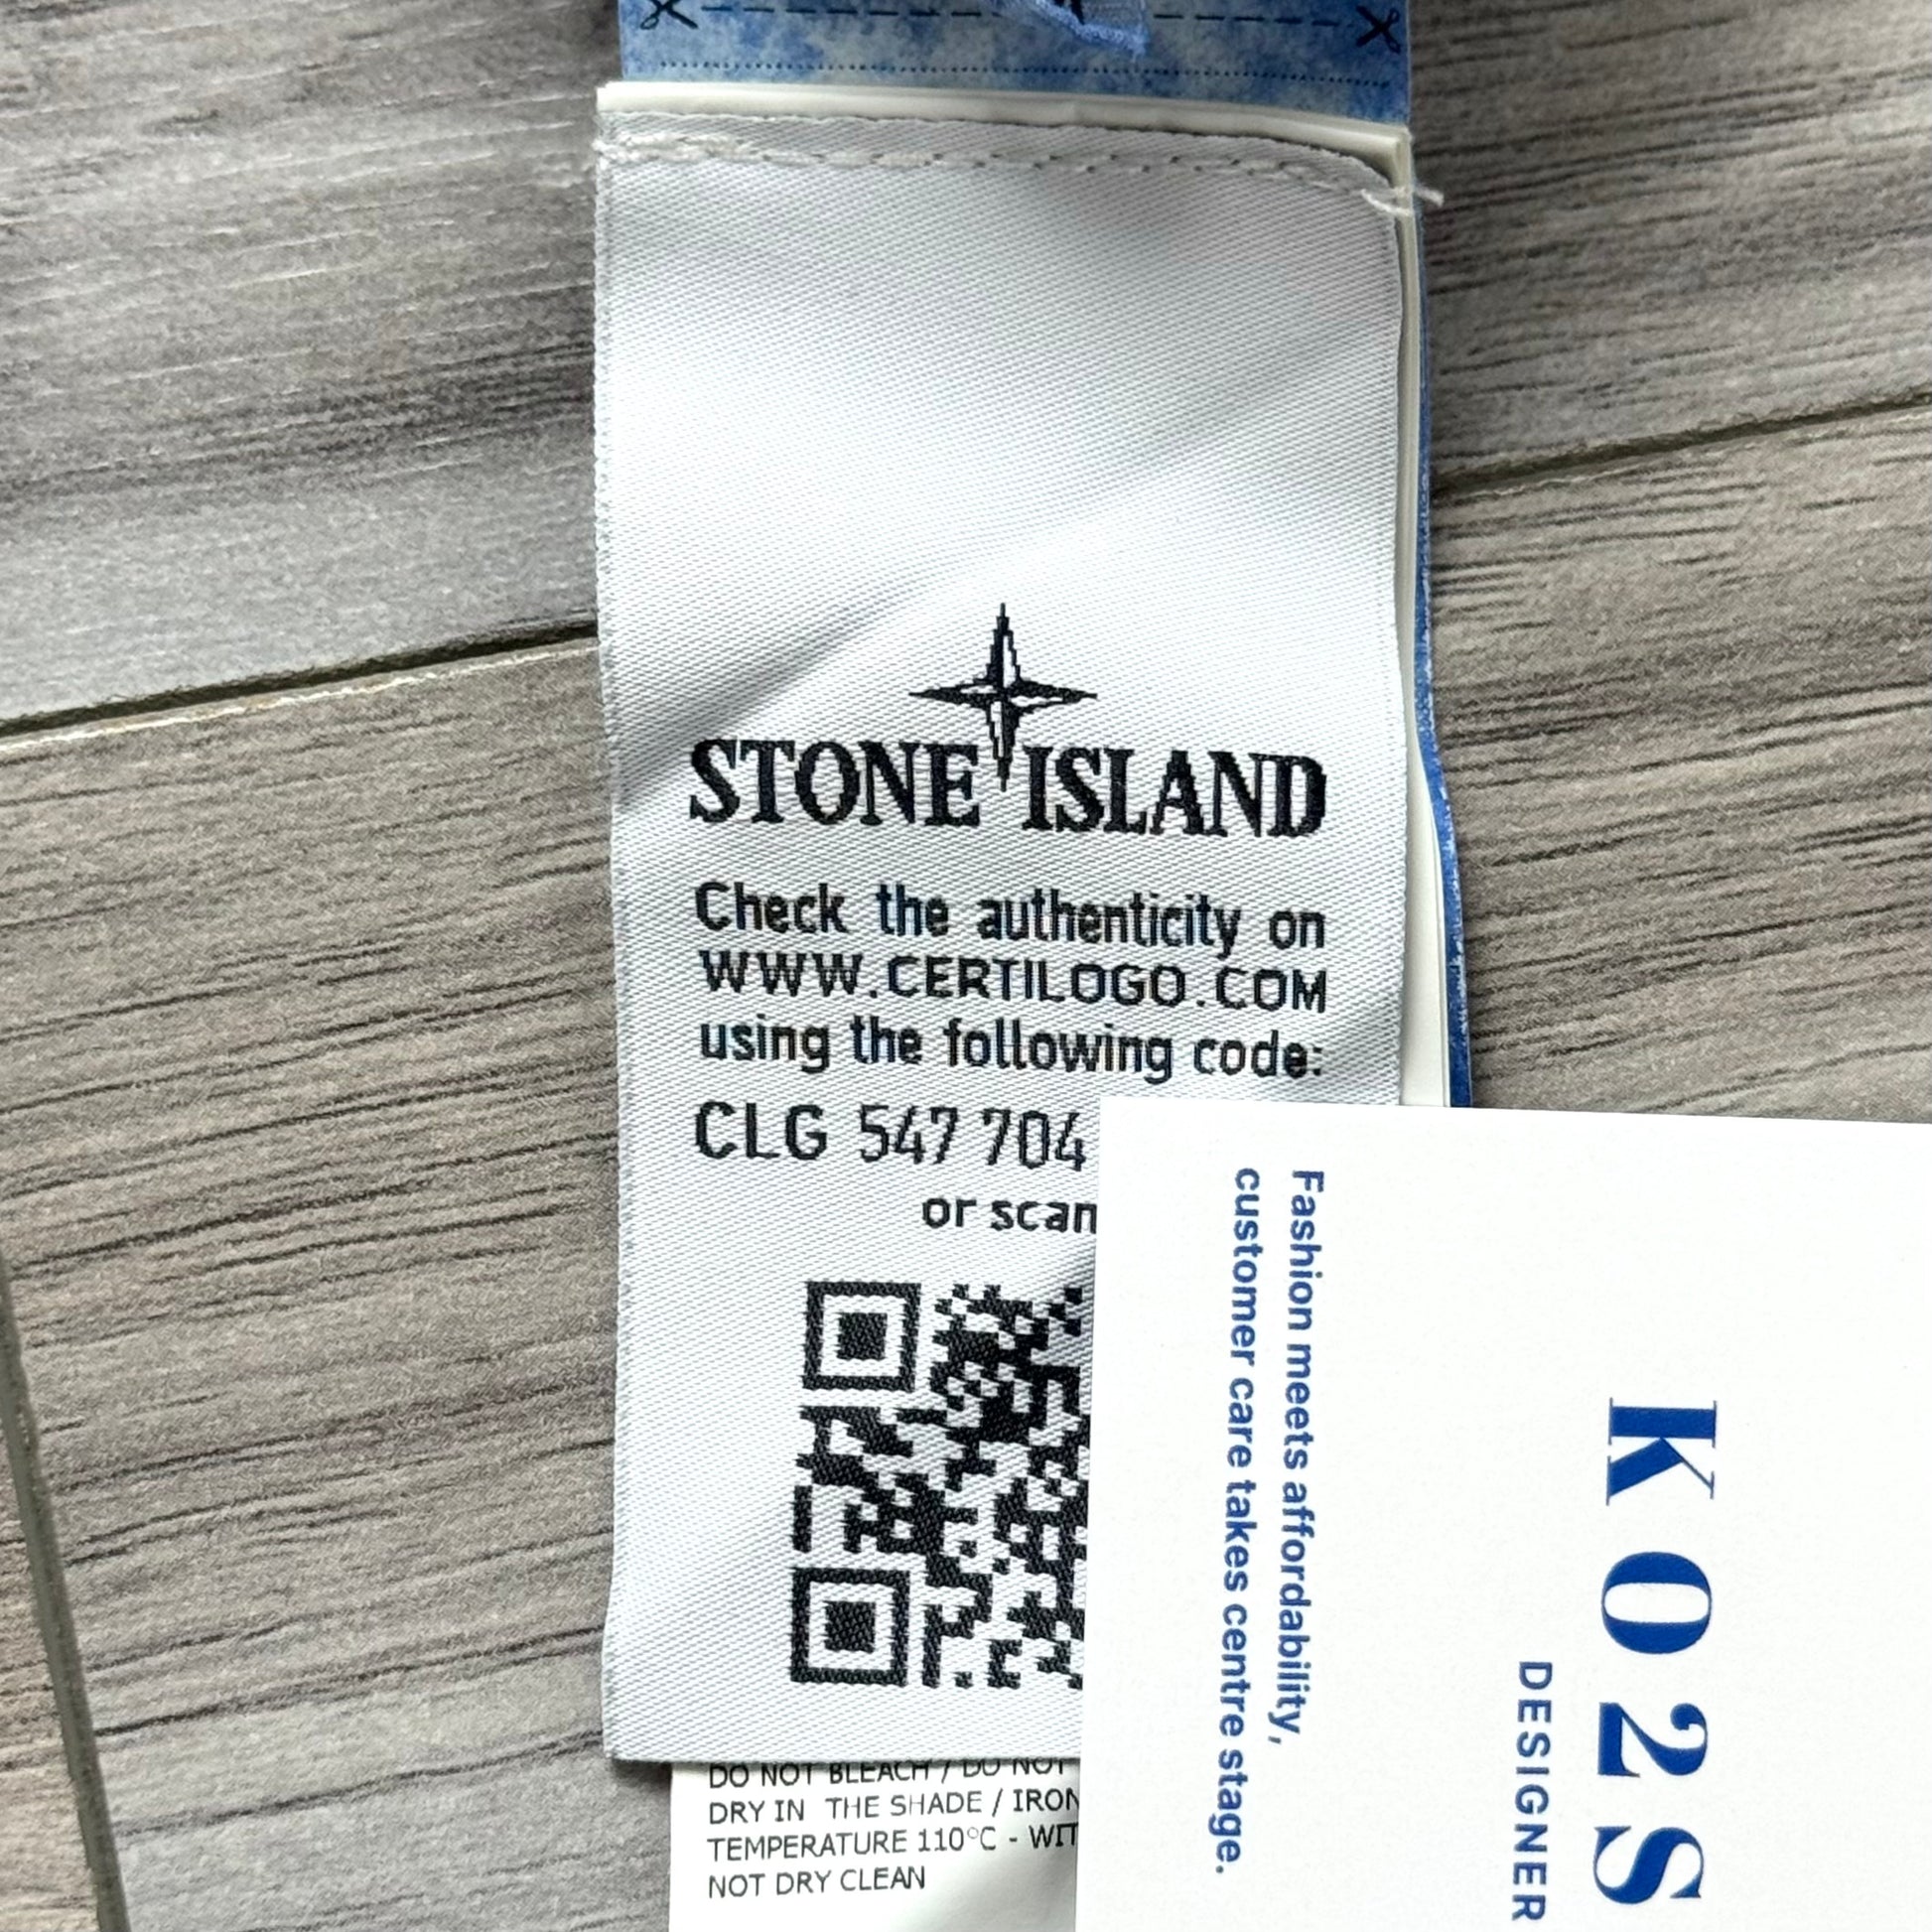 STONE ISLAND
Check the authenticity on
WWW.CERTILOGO.COM
using the following code:
CLG 547 704
or scan
DO NOT BLEACH / DO NOT
DRY IN THE SHADE / IRON
TEMPERATURE 110°C - WIT
NOT DRY CLEAN
Fashion meets affordability,
customer care takes centre stage.
KO2S
DESIGNER